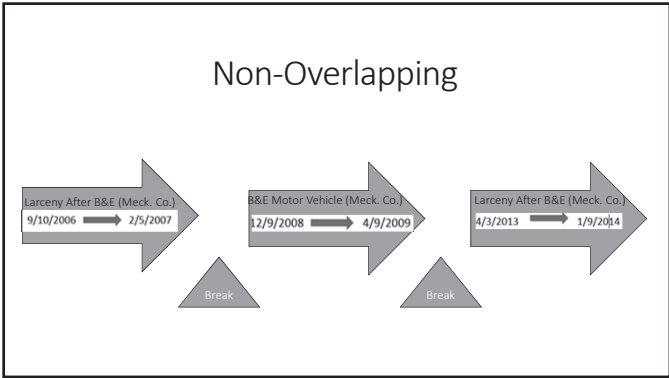 Non-Overlapping
Larceny After B&E (Meck. Co.)
9/10/2006 2/5/2007
B&E Motor Vehicle (Meck. Co.)
12/9/2008 4/9/2009
Larceny After B&E (Meck. Co.)
4/3/2013 1/9/2014
Break
Break